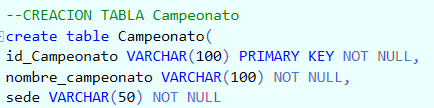 --CREACION TABLA Campeonato
create table Campeonato(
id_Campeonato VARCHAR(100) PRIMARY KEY NOT NULL,
nombre_campeonato VARCHAR(100) NOT NULL,
sede VARCHAR(50) NOT NULL